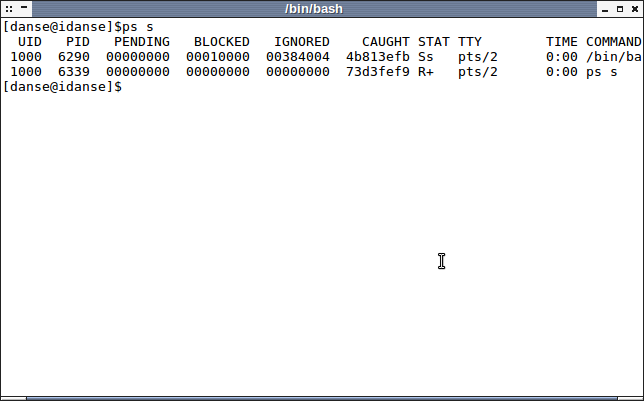 /bin/bash
[danse@idanse]$ps s
UID PID PENDING BLOCKED IGNORED CAUGHT STAT TTY TIME COMMAND
1000 6290 00000000 00010000 00384004 4b813efb Ss pts/2 0:00 /bin/ba
1000 6339 00000000 00000000 00000000 73d3fef9 R+ pts/2 0:00 ps s
[danse@idanse]$